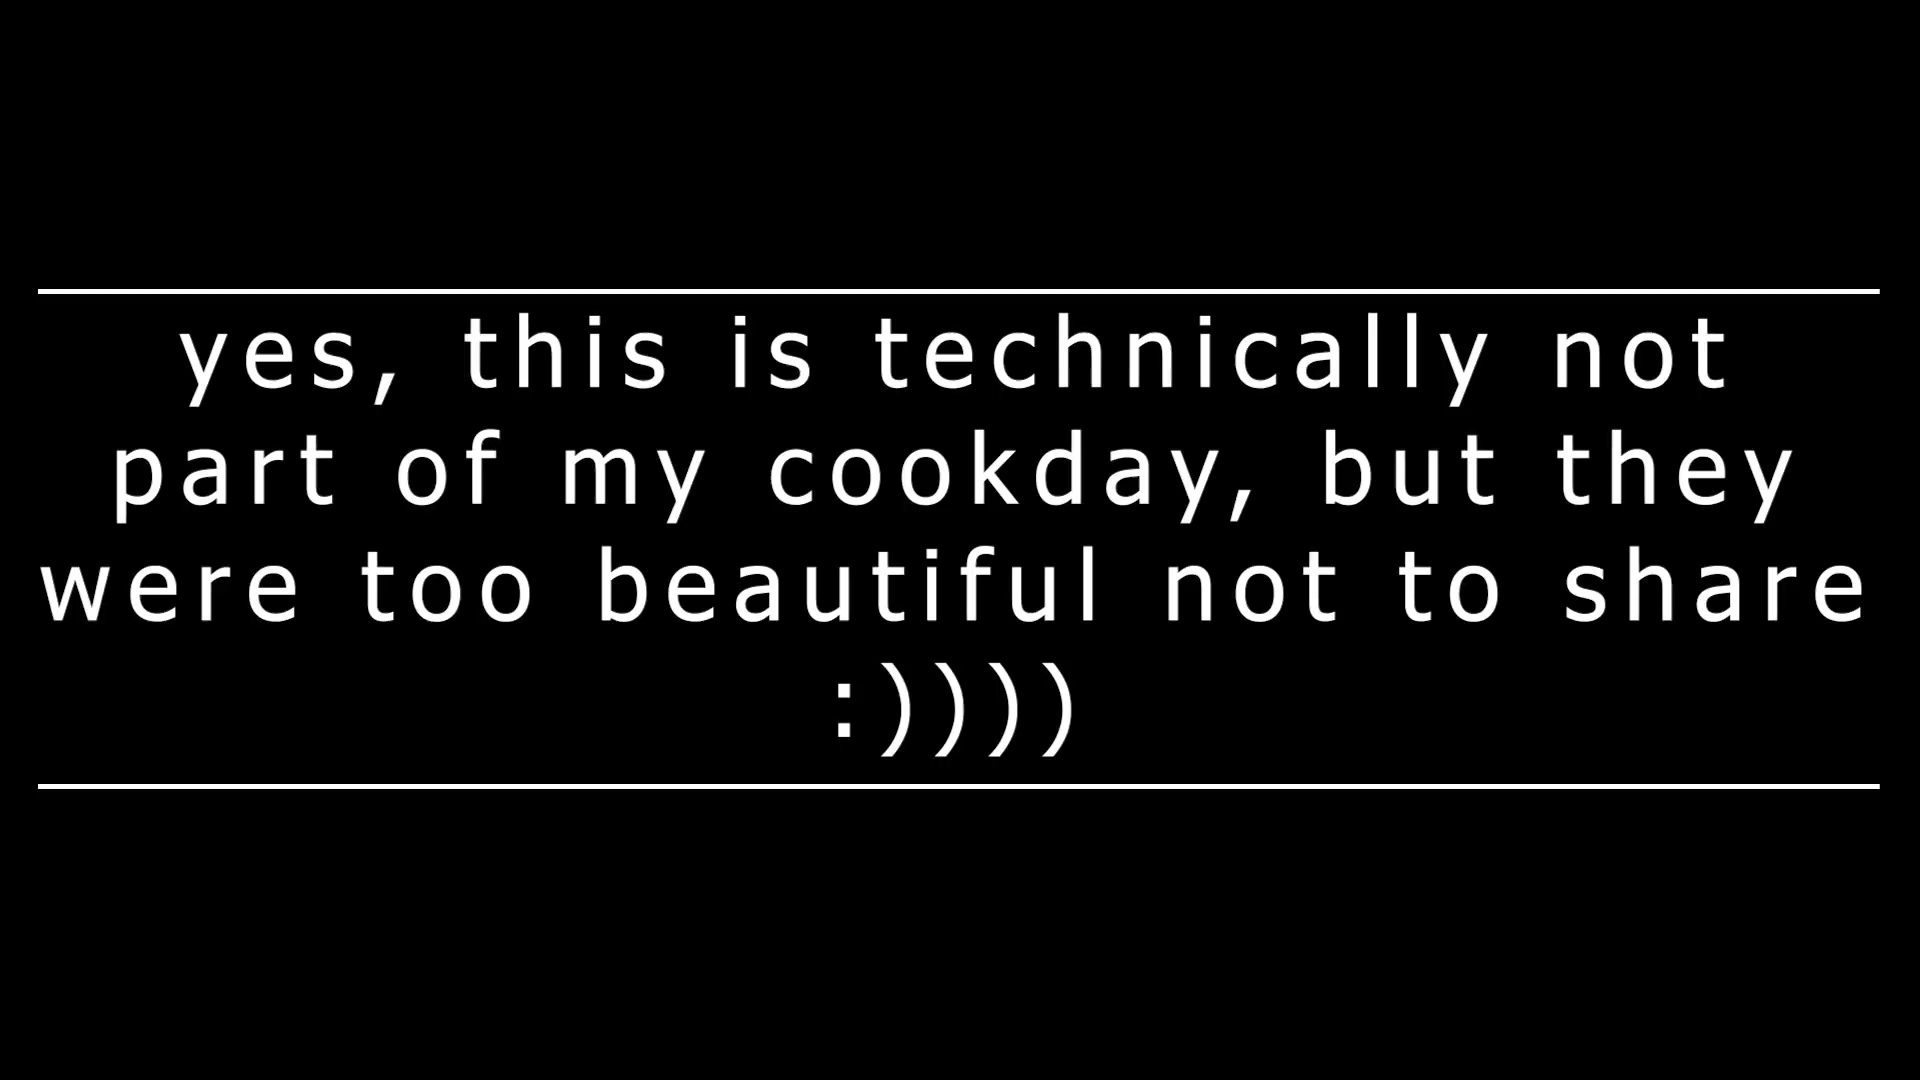 yes, this is technically not
part of my cookday, but they
were too beautiful not to share
:))))